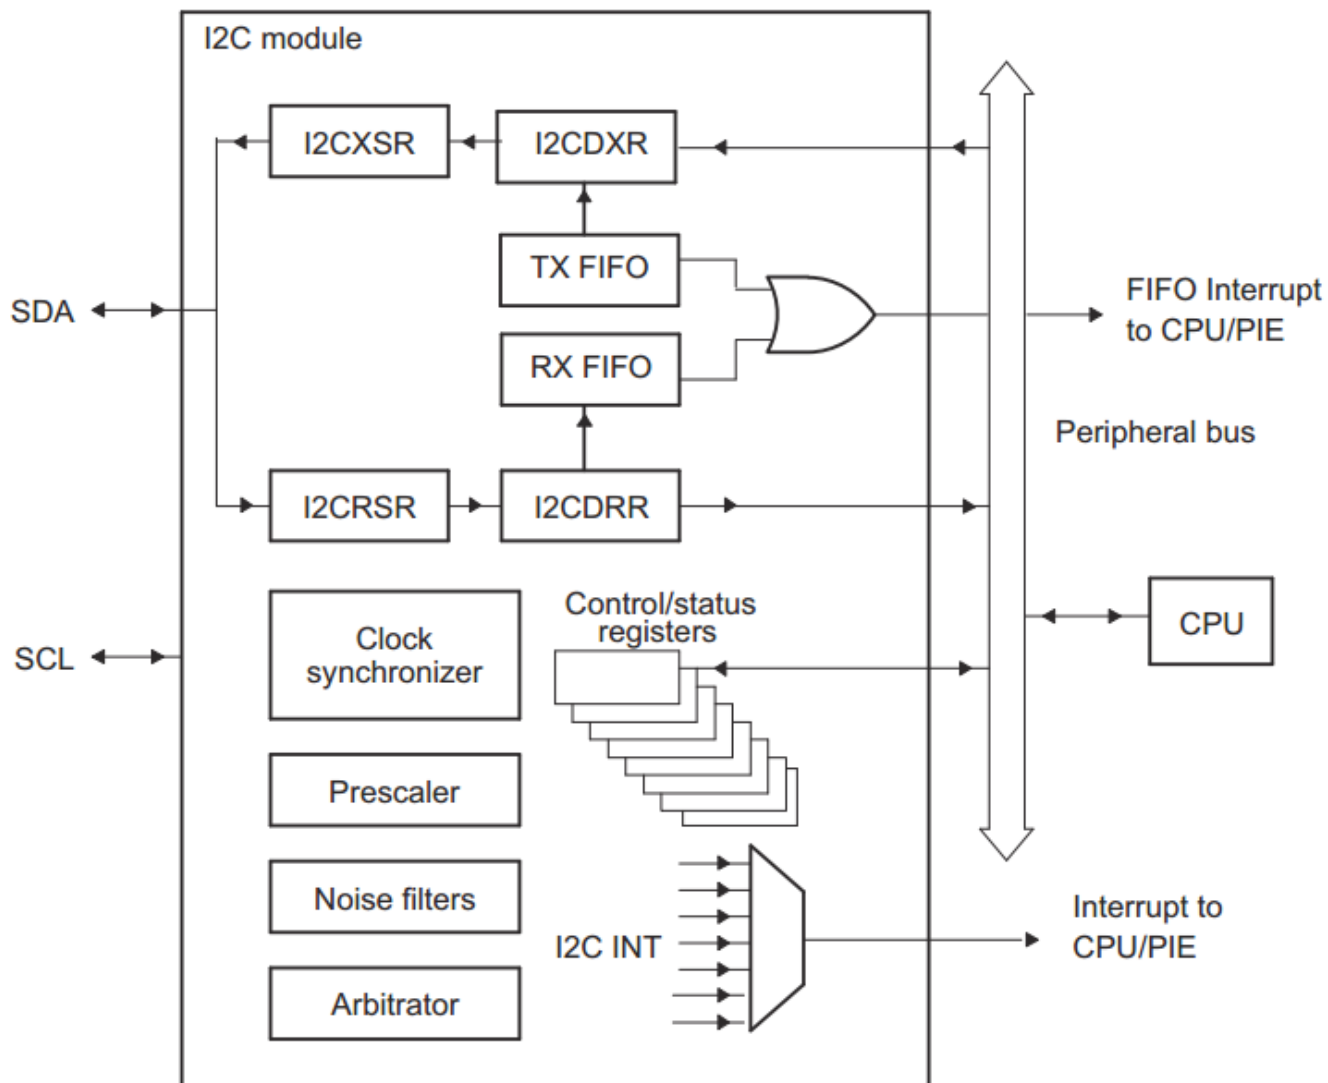 I2C module
I2CXSR
I2CDXR
TX FIFO
SDA
FIFO Interrupt
to CPU/PIE
RX FIFO
Peripheral bus
I2CRSR
I2CDRR
Control/status
registers
CPU
SCL
Clock
synchronizer
Prescaler
Noise filters
I2C INT
Interrupt to
CPU/PIE
Arbitrator